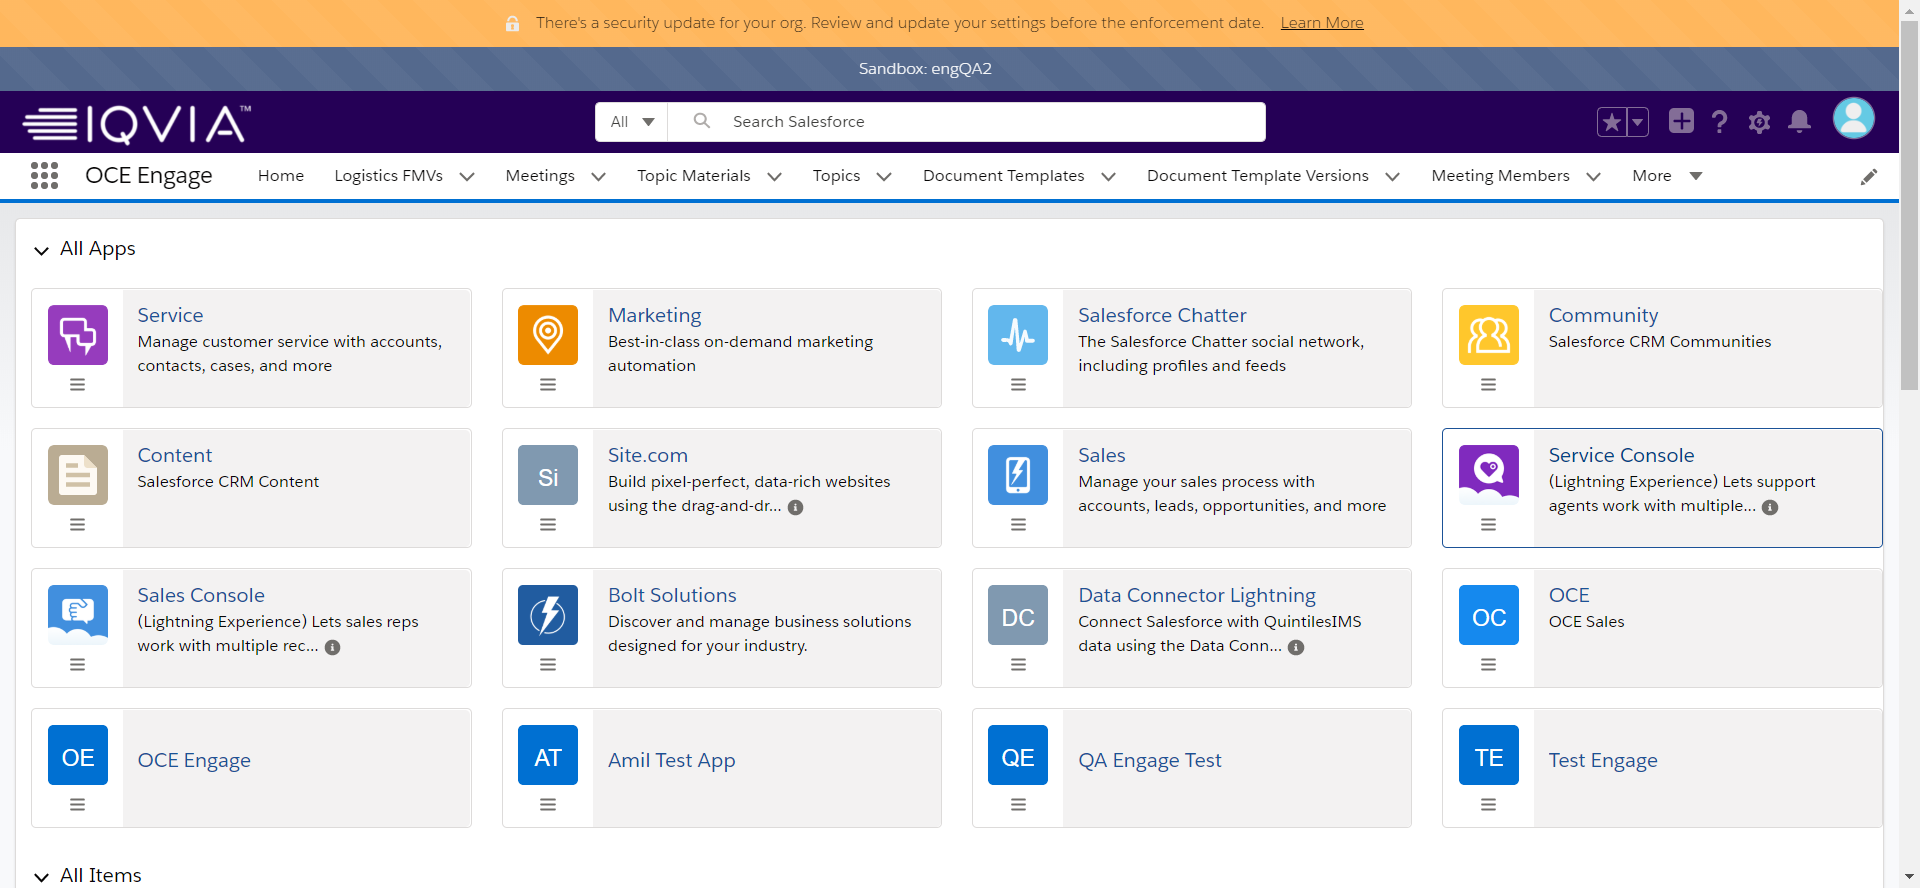 There's a security update for your org. Review and update your settings before the enforcement date. Learn More
Sandbox: engQA2
IQVIA™
All
Search Salesforce
OCE Engage
Home
Logistics FMVs
Meetings
Topic Materials
Topics
Document Templates
Document Template Versions
Meeting Members
More
All Apps
Service
Manage customer service with accounts,
contacts, cases, and more
Marketing
Best-in-class on-demand marketing
automation
Salesforce Chatter
The Salesforce Chatter social network,
including profiles and feeds
Community
Salesforce CRM Communities
Content
Salesforce CRM Content
Si
Site.com
Build pixel-perfect, data-rich websites
using the drag-and-dr...
Sales
Manage your sales process with
accounts, leads, opportunities, and more
Service Console
(Lightning Experience) Lets support
agents work with multiple...
Sales Console
(Lightning Experience) Lets sales reps
work with multiple rec...
Bolt Solutions
Discover and manage business solutions
designed for your industry.
DC
Data Connector Lightning
Connect Salesforce with QuintilesIMS
data using the Data Conn...
OC
OCE
OCE Sales
OE
OCE Engage
AT
Amil Test App
QE
QA Engage Test
TE
Test Engage
All Items